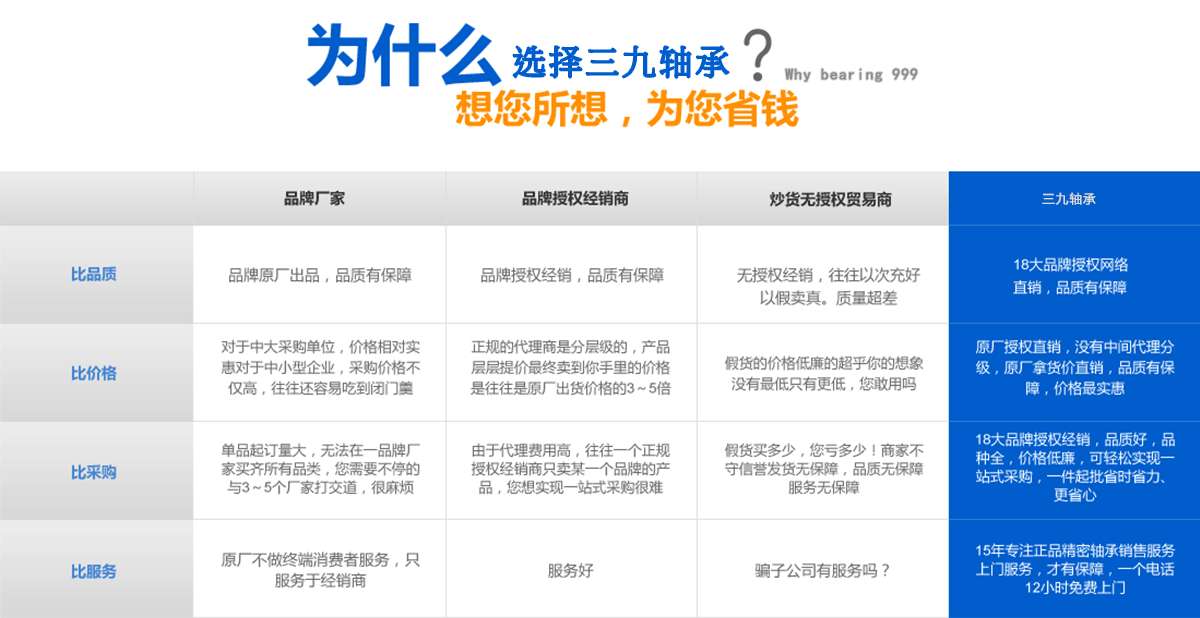 为什么 选择三九轴承？ Why bearing 999
想您所想，为您省钱
品牌厂家
品牌授权经销商
炒货无授权贸易商
三九轴承
比品质
品牌原厂出品，品质有保障
品牌授权经销，品质有保障
无授权经销，往往以次充好
以假卖真。质量超差
18大品牌授权网络
直销，品质有保障
比价格
对于中大采购单位，价格相对实
惠对于中小型企业，采购价格不
仅高，往往还容易吃到闭门羹
正规的代理商是分层级的，产品
层层提价最终卖到你手里的价格
是往往是原厂出货价格的3～5倍
假货的价格低廉的超乎你的想象
没有最低只有更低，您敢用吗
原厂授权直销，没有中间代理分
级，原厂拿货价直销，品质有保
障，价格最实惠
比采购
单品起订量大，无法在一品牌厂
家买齐所有品类，您需要不停的
与3～5个厂家打交道，很麻烦
由于代理费用高，往往一个正规
授权经销商只卖某一个品牌的产
品，您想实现一站式采购很难
假货买多少，您亏多少！商家不
守信誉发货无保障，品质无保障
服务无保障
18大品牌授权经销，品质好，品
种全，价格低廉，可轻松实现一
站式采购，一件起批省时省力、
更省心
比服务
原厂不做终端消费者服务，只
服务于经销商
服务好
骗子公司有服务吗？
15年专注正品精密轴承销售服务
上门服务，才有保障，一个电话
12小时免费上门